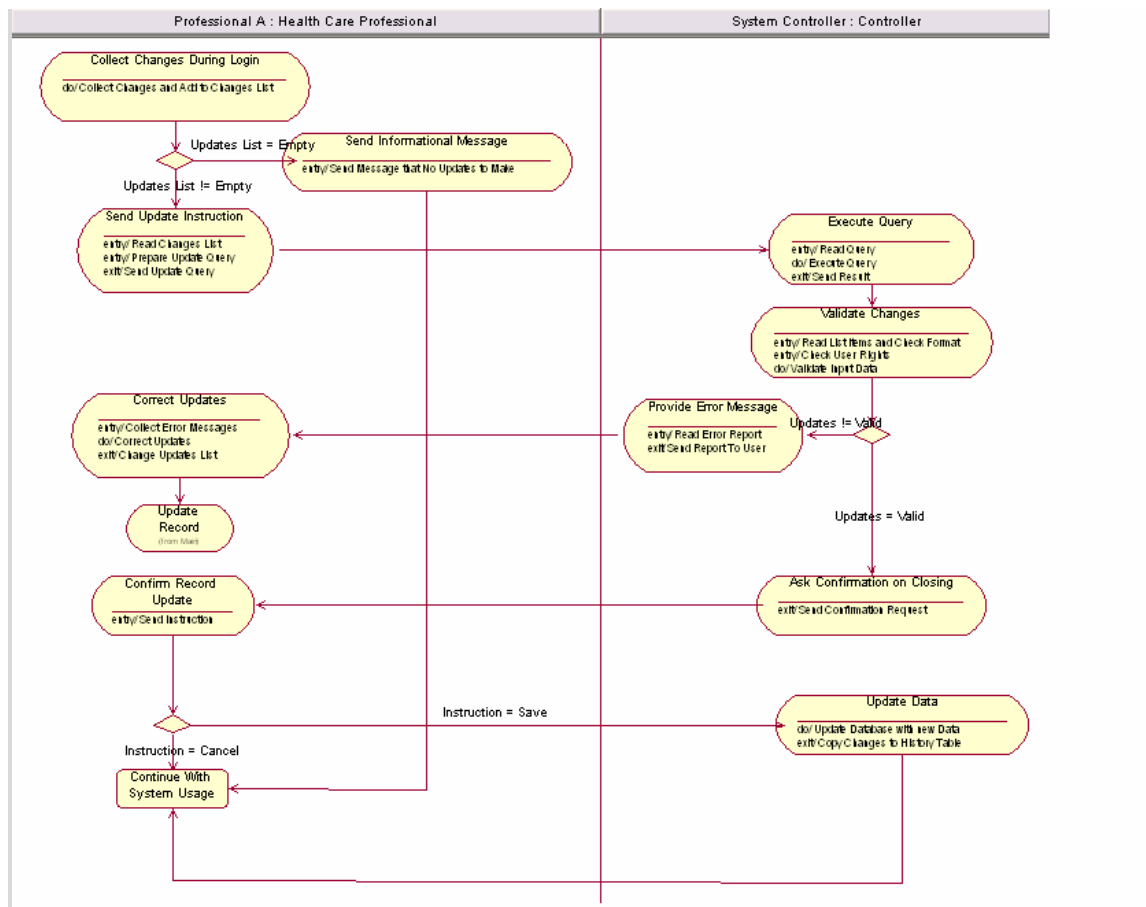 Professional A : Health Care Professional
System Controller : Controller
Collect Changes During Login
do/ Collect Changes and Add to Changes List
Updates List = Empty
Send Informational Message
entry/ Send Message that No Updates to Make
Updates List != Empty
Send Update Instruction
entry/ Read Changes List
entry/ Prepare Update Query
exit/ Send Update Query
Execute Query
entry/ Read Query
do/ Execute Query
exit/ Send Result
Validate Changes
entry/ Read List Items and Check Format
entry/ Check User Rights
do/ Validate Input Data
Correct Updates
entry/ Collect Error Messages
do/ Correct Updates
exit/ Change Updates List
Provide Error Message
entry/ Read Error Report
exit/ Send Report To User
Updates != Valid
Update
Record
(from Main)
Updates = Valid
Confirm Record
Update
entry/ Send Instruction
Ask Confirmation on Closing
exit/ Send Confirmation Request
Instruction = Save
Update Data
do/ Update Database with new Data
exit/ Copy Changes to History Table
Instruction = Cancel
Continue With
System Usage